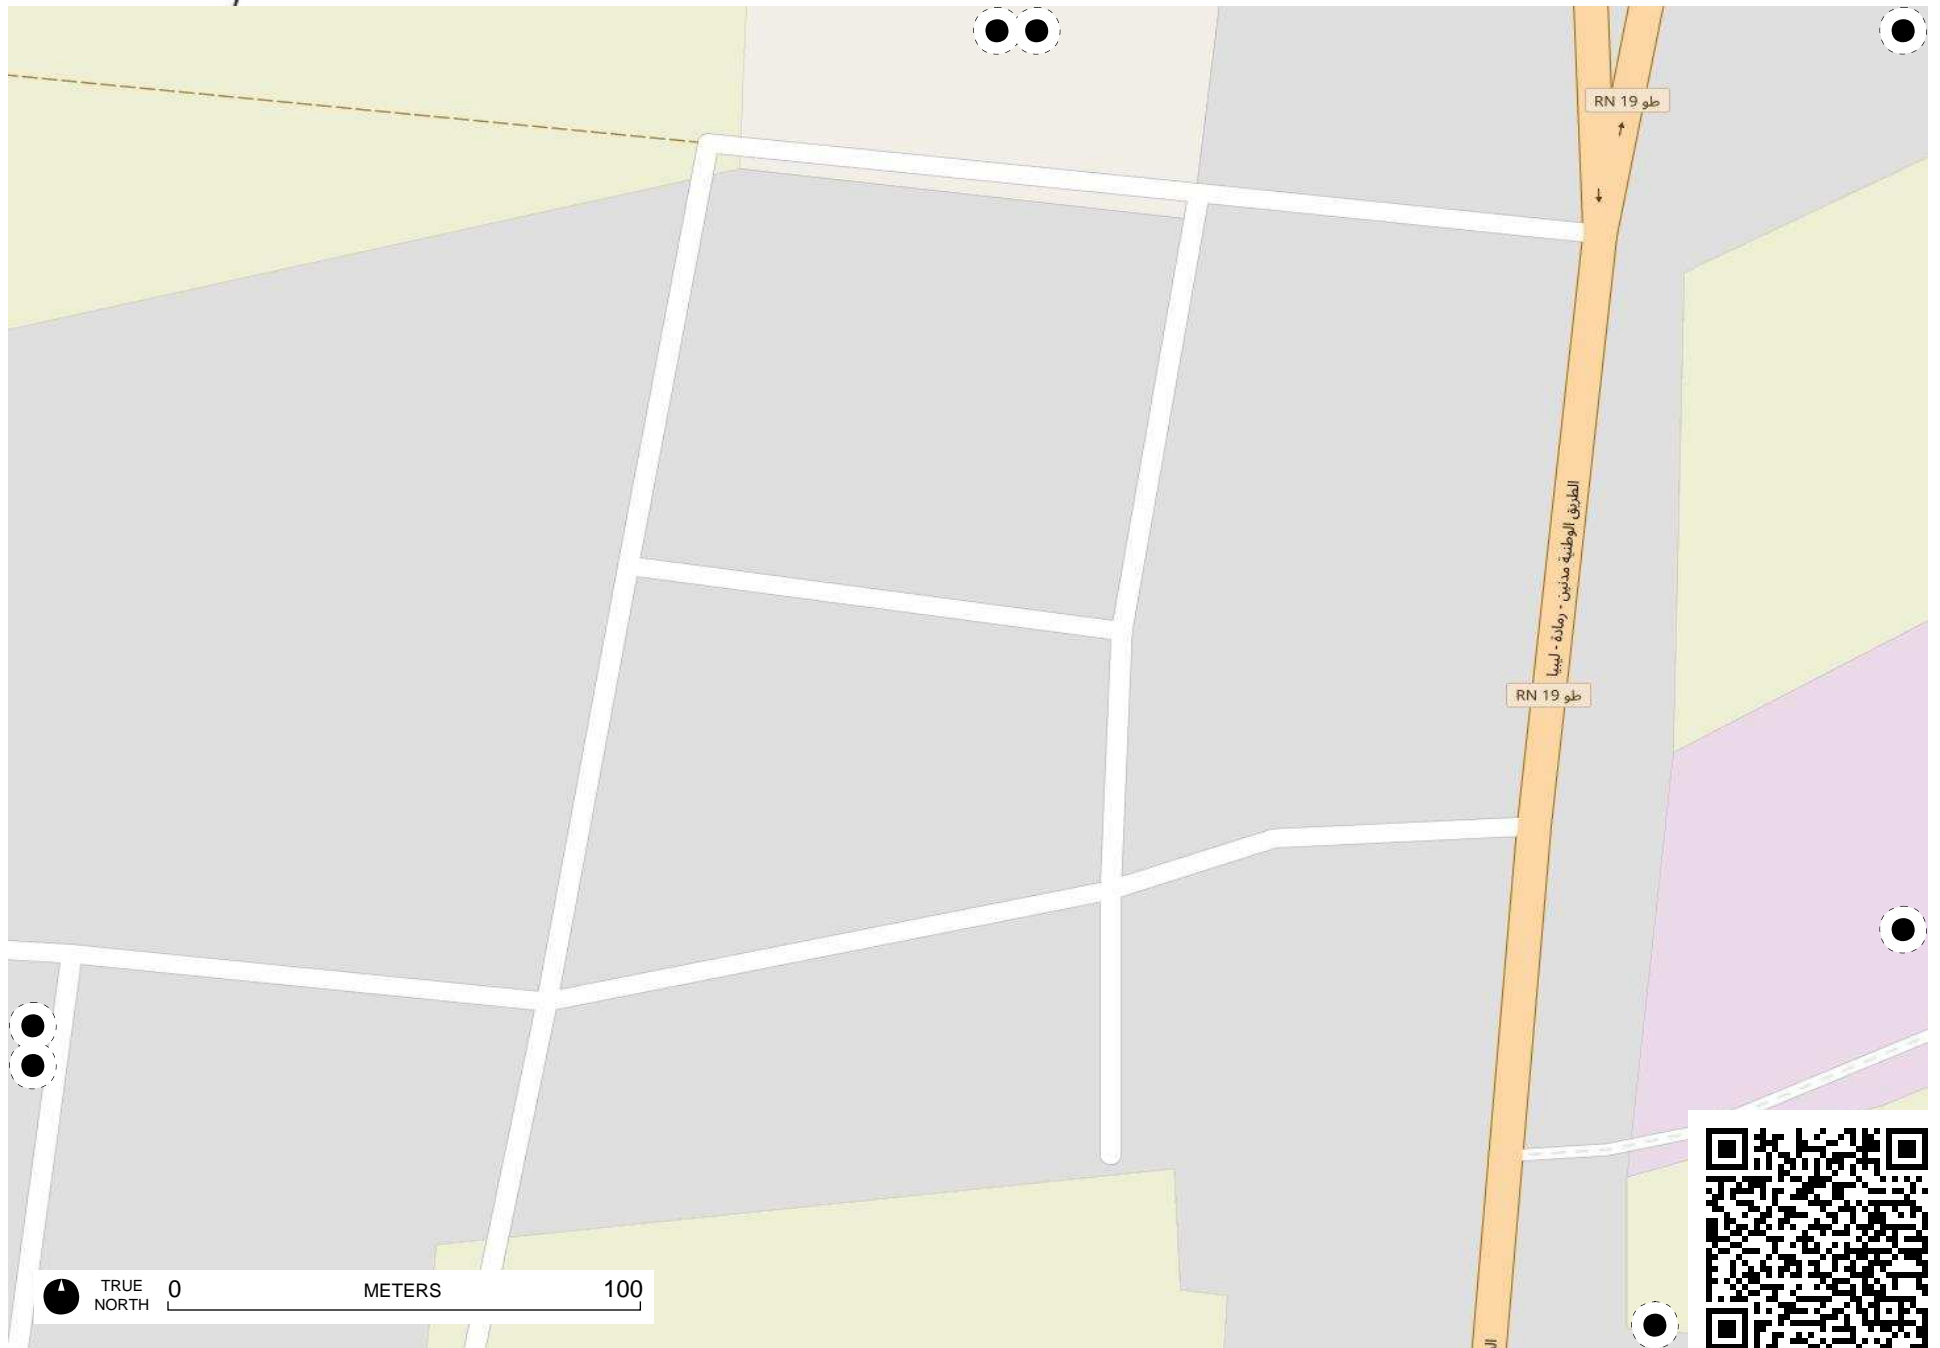 RN 19 طو
الطريق الوطنية مدنين - رمادة - ليبيا
RN 19 طو
TRUE NORTH
0 METERS 100